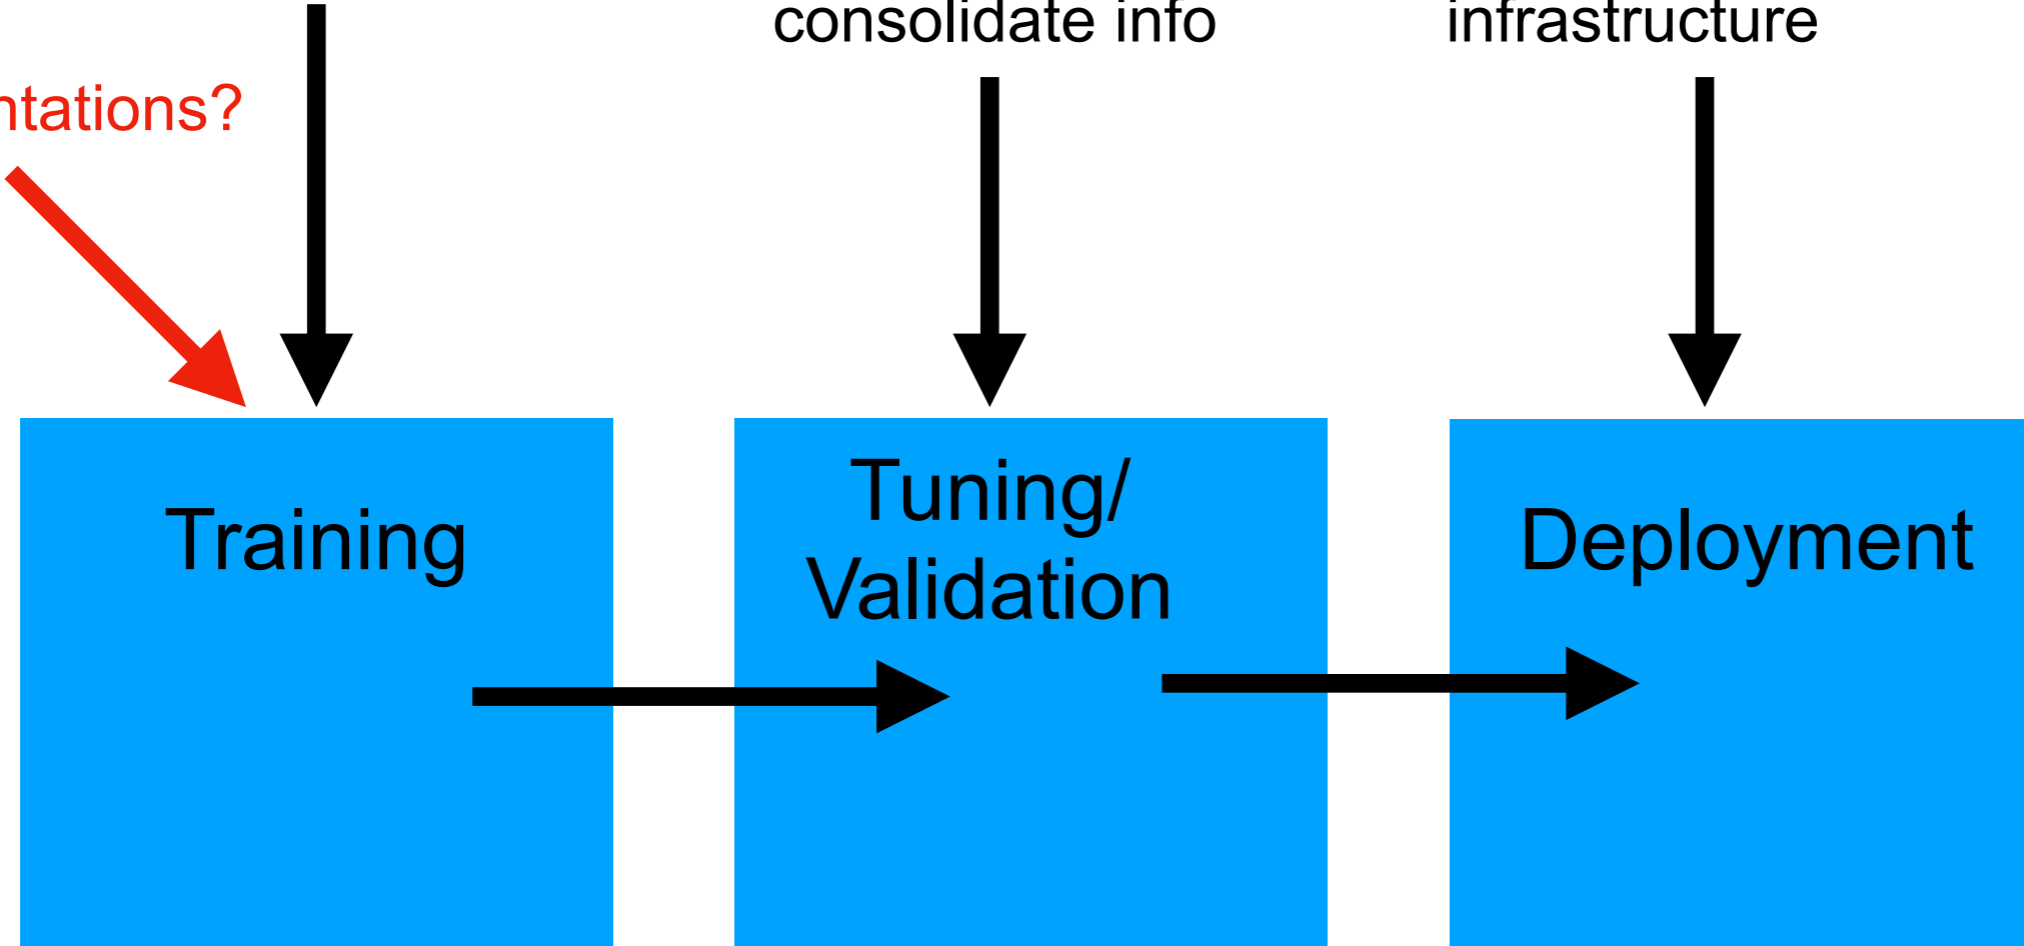 consolidate info
infrastructure
ntations?
Training
Tuning/
Validation
Deployment